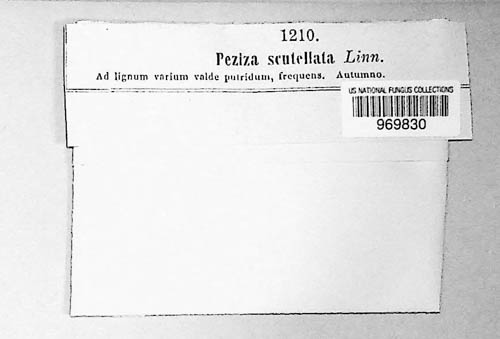 1210.
Peziza scutellata Linn.
Ad lignum varium valde putridum, frequens. Autumno.
US NATIONAL FUNGUS COLLECTIONS
969830